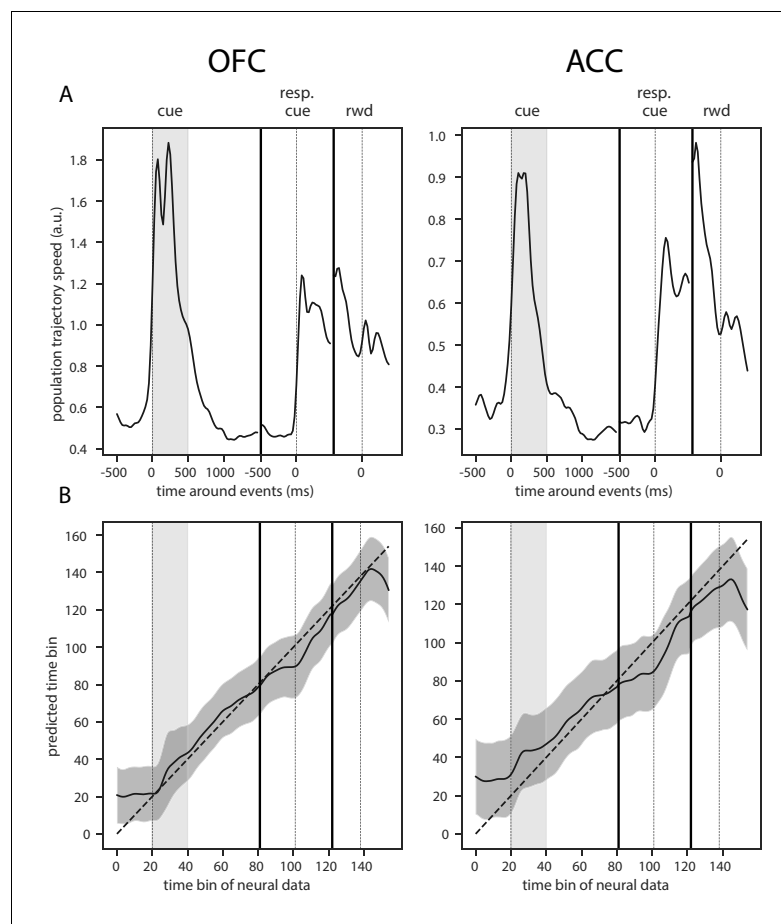 OFC
ACC
A
cue
resp.
cue
rwd
cue
resp.
cue
rwd
population trajectory speed (a.u.)
1.8
1.6
1.4
1.2
1.0
0.8
0.6
0.4
1.0
0.9
0.8
0.7
0.6
0.5
0.4
0.3
-500 0 500 1000 -500 0 0
-500 0 500 1000 -500 0 0
time around events (ms)
time around events (ms)
B
predicted time bin
160
140
120
100
80
60
40
20
0
160
140
120
100
80
60
40
20
0
0 20 40 60 80 100 120 140
0 20 40 60 80 100 120 140
time bin of neural data
time bin of neural data